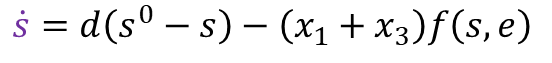 ṡ = d(s⁰ − s) − (x₁ + x₃)f(s, e)